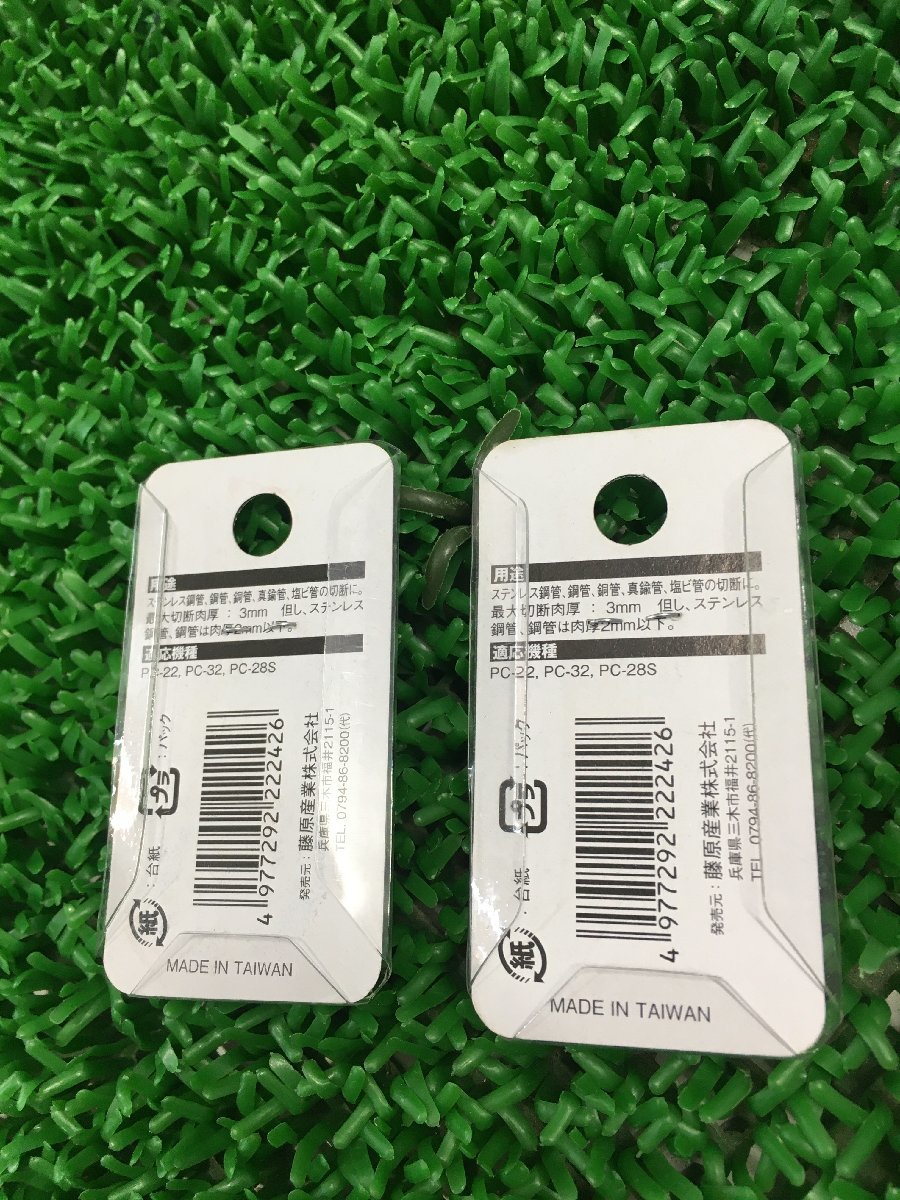 用途
ステンレス鋼管、鋼管、銅管、真鍮管、塩ビ管の切断に。
最大切断肉厚 : 3mm 但し、ステンレス
鋼管、鋼管は肉厚2mm以下。
適応機種
PC-22, PC-32, PC-28S
プラ : パック
紙 : 台紙
4 977292 222426
発売元 : 藤原産業株式会社
兵庫県三木市福井2115-1
TEL. 0794-86-8200(代)
MADE IN TAIWAN
用途
ステンレス鋼管、鋼管、銅管、真鍮管、塩ビ管の切断に。
最大切断肉厚 : 3mm 但し、ステンレス
鋼管、鋼管は肉厚2mm以下。
適応機種
PC-22, PC-32, PC-28S
プラ : パック
紙 : 台紙
4 977292 222426
発売元 : 藤原産業株式会社
兵庫県三木市福井2115-1
TEL. 0794-86-8200(代)
MADE IN TAIWAN